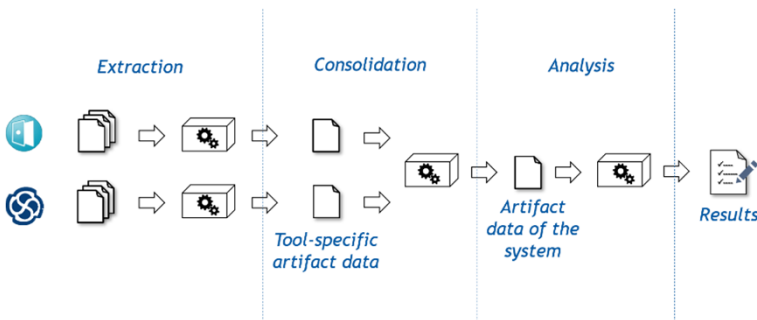 Extraction
Consolidation
Analysis
Tool-specific
artifact data
Artifact
data of the
system
Results